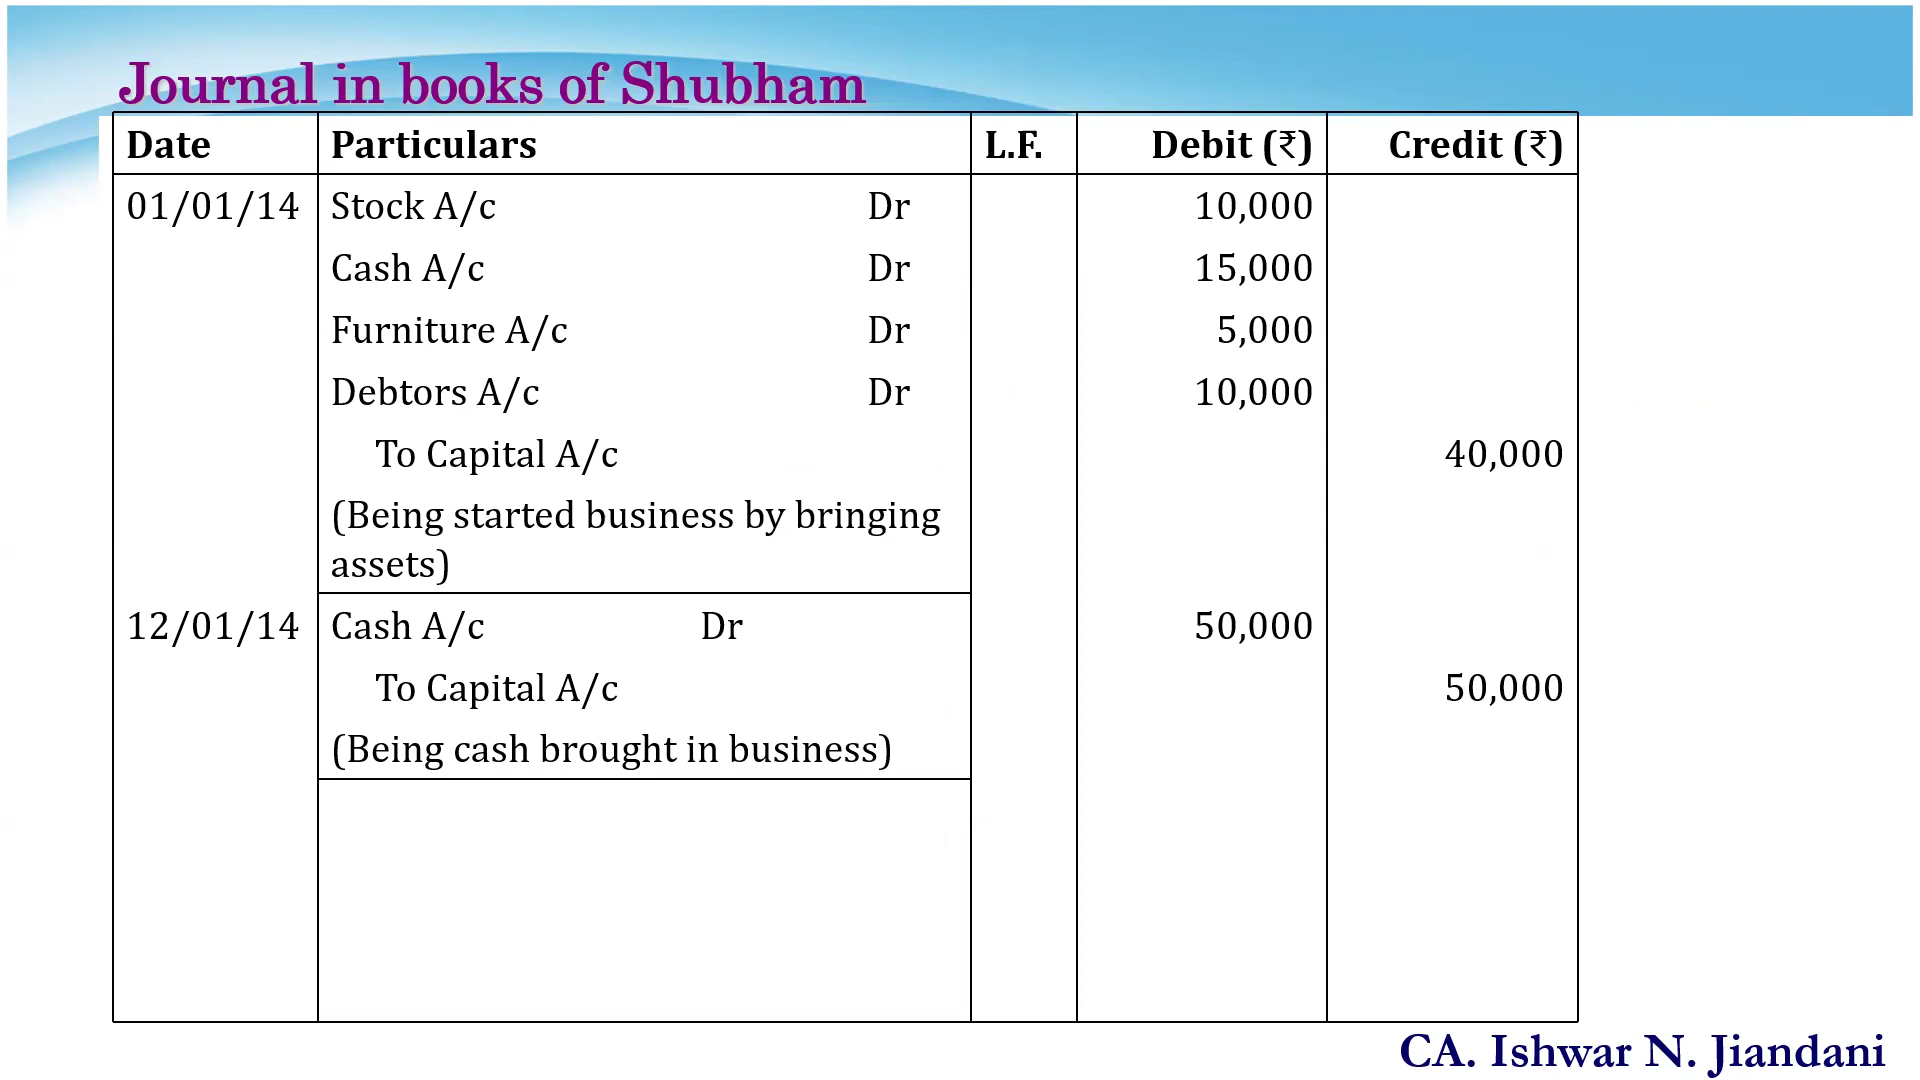 Journal in books of Shubham
Date Particulars L.F. Debit (₹) Credit (₹)
01/01/14 Stock A/c Dr 10,000
Cash A/c Dr 15,000
Furniture A/c Dr 5,000
Debtors A/c Dr 10,000
To Capital A/c 40,000
(Being started business by bringing
assets)
12/01/14 Cash A/c Dr 50,000
To Capital A/c 50,000
(Being cash brought in business)
CA. Ishwar N. Jiandani